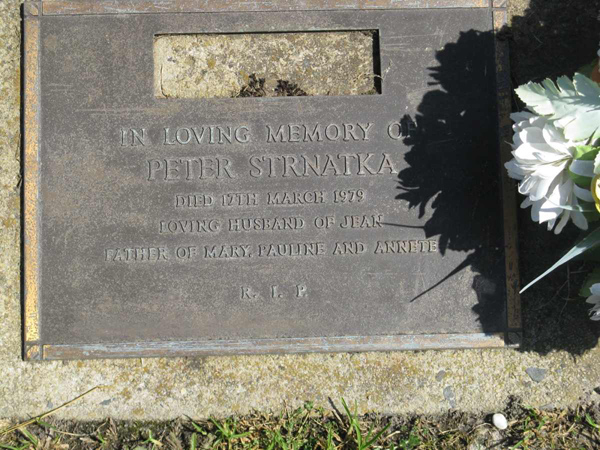 IN LOVING MEMORY OF
PETER STRNATKA
DIED 17TH MARCH 1979
LOVING HUSBAND OF JEAN
FATHER OF MARY, PAULINE AND ANNETE
R. I. P.